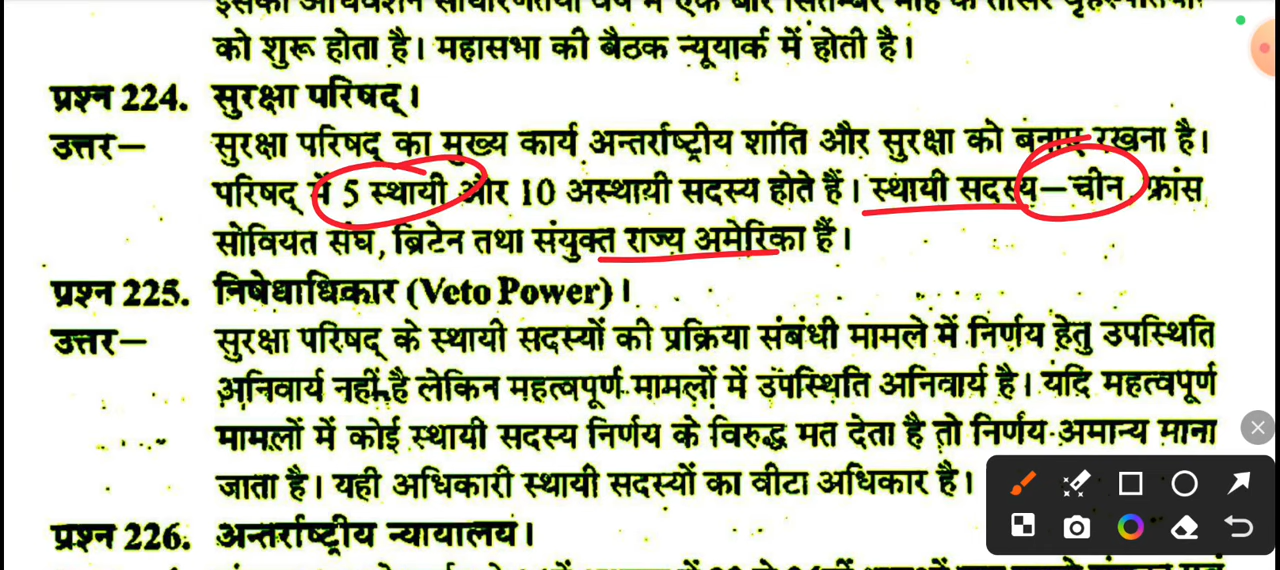 को शुरू होता है। महासभा की बैठक न्यूयार्क में होती है।
प्रश्न 224. सुरक्षा परिषद्।
उत्तर— सुरक्षा परिषद् का मुख्य कार्य अन्तर्राष्ट्रीय शांति और सुरक्षा को बनाए रखना है।
परिषद् में 5 स्थायी और 10 अस्थायी सदस्य होते हैं। स्थायी सदस्य—चीन, फ्रांस
सोवियत संघ, ब्रिटेन तथा संयुक्त राज्य अमेरिका हैं।
प्रश्न 225. निषेधाधिकार (Veto Power)।
उत्तर— सुरक्षा परिषद् के स्थायी सदस्यों की प्रक्रिया संबंधी मामले में निर्णय हेतु उपस्थिति
अनिवार्य नहीं है लेकिन महत्वपूर्ण मामलों में उपस्थिति अनिवार्य है। यदि महत्वपूर्ण
मामलों में कोई स्थायी सदस्य निर्णय के विरुद्ध मत देता है तो निर्णय अमान्य माना
जाता है। यही अधिकारी स्थायी सदस्यों का वीटा अधिकार है।
प्रश्न 226. अन्तर्राष्ट्रीय न्यायालय।